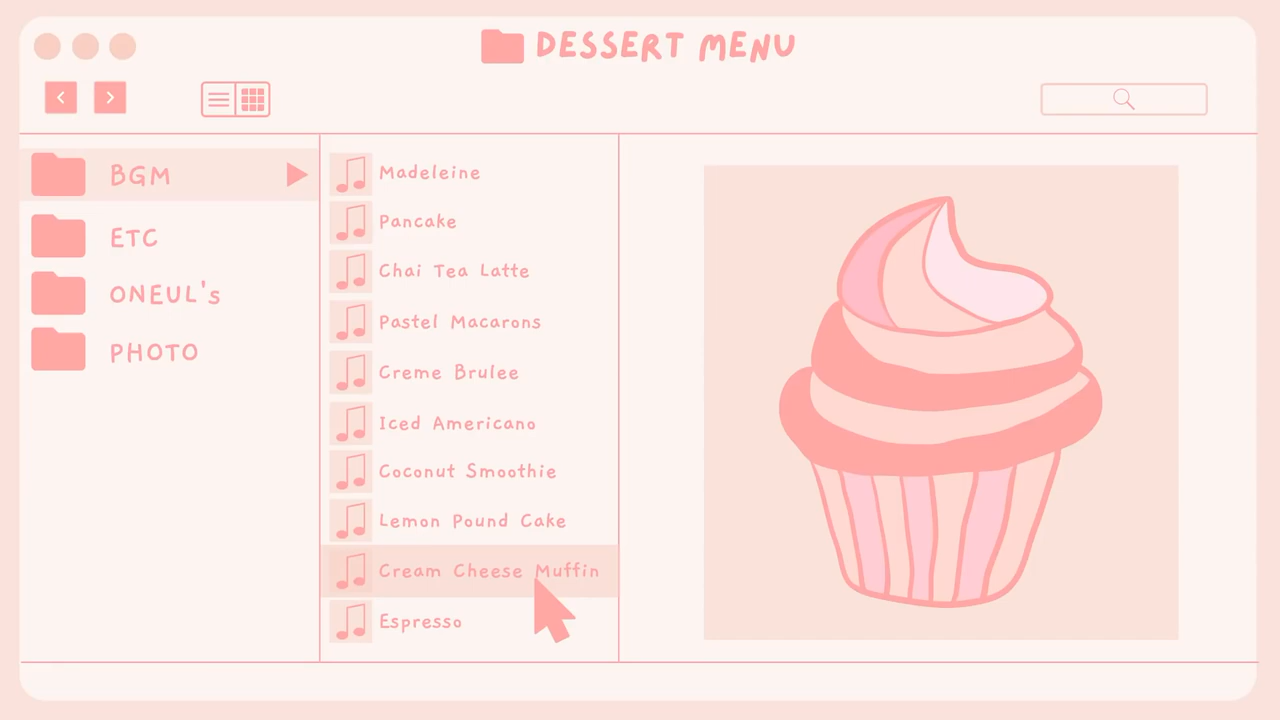 DESSERT MENU
BGM
ETC
ONEUL's
PHOTO
Madeleine
Pancake
Chai Tea Latte
Pastel Macarons
Creme Brulee
Iced Americano
Coconut Smoothie
Lemon Pound Cake
Cream Cheese Muffin
Espresso